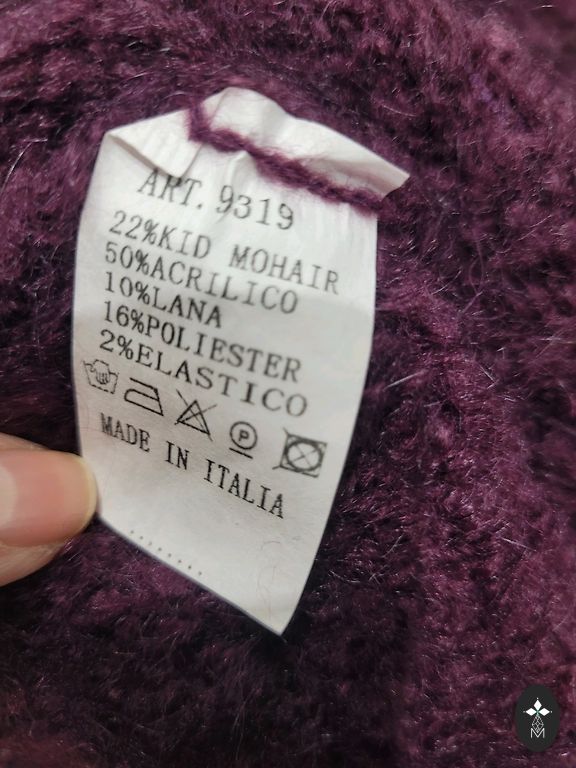 ART. 9319
22%KID MOHAIR
50%ACRILICO
10%LANA
16%POLIESTER
2%ELASTICO
P
MADE IN ITALIA
M